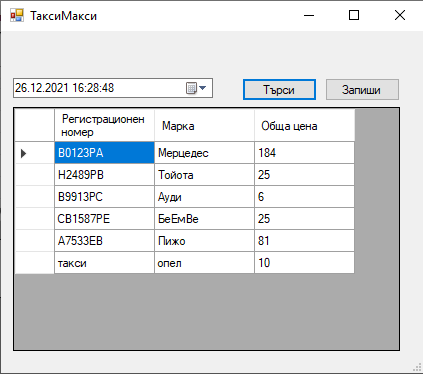 ТаксиМакси
26.12.2021 16:28:48
Търси
Запиши
Регистрационен номер
Марка
Обща цена
В0123РА
Мерцедес
184
Н2489РВ
Тойота
25
В9913РС
Ауди
6
СВ1587РЕ
БеЕмВе
25
А7533ЕВ
Пижо
81
такси
опел
10